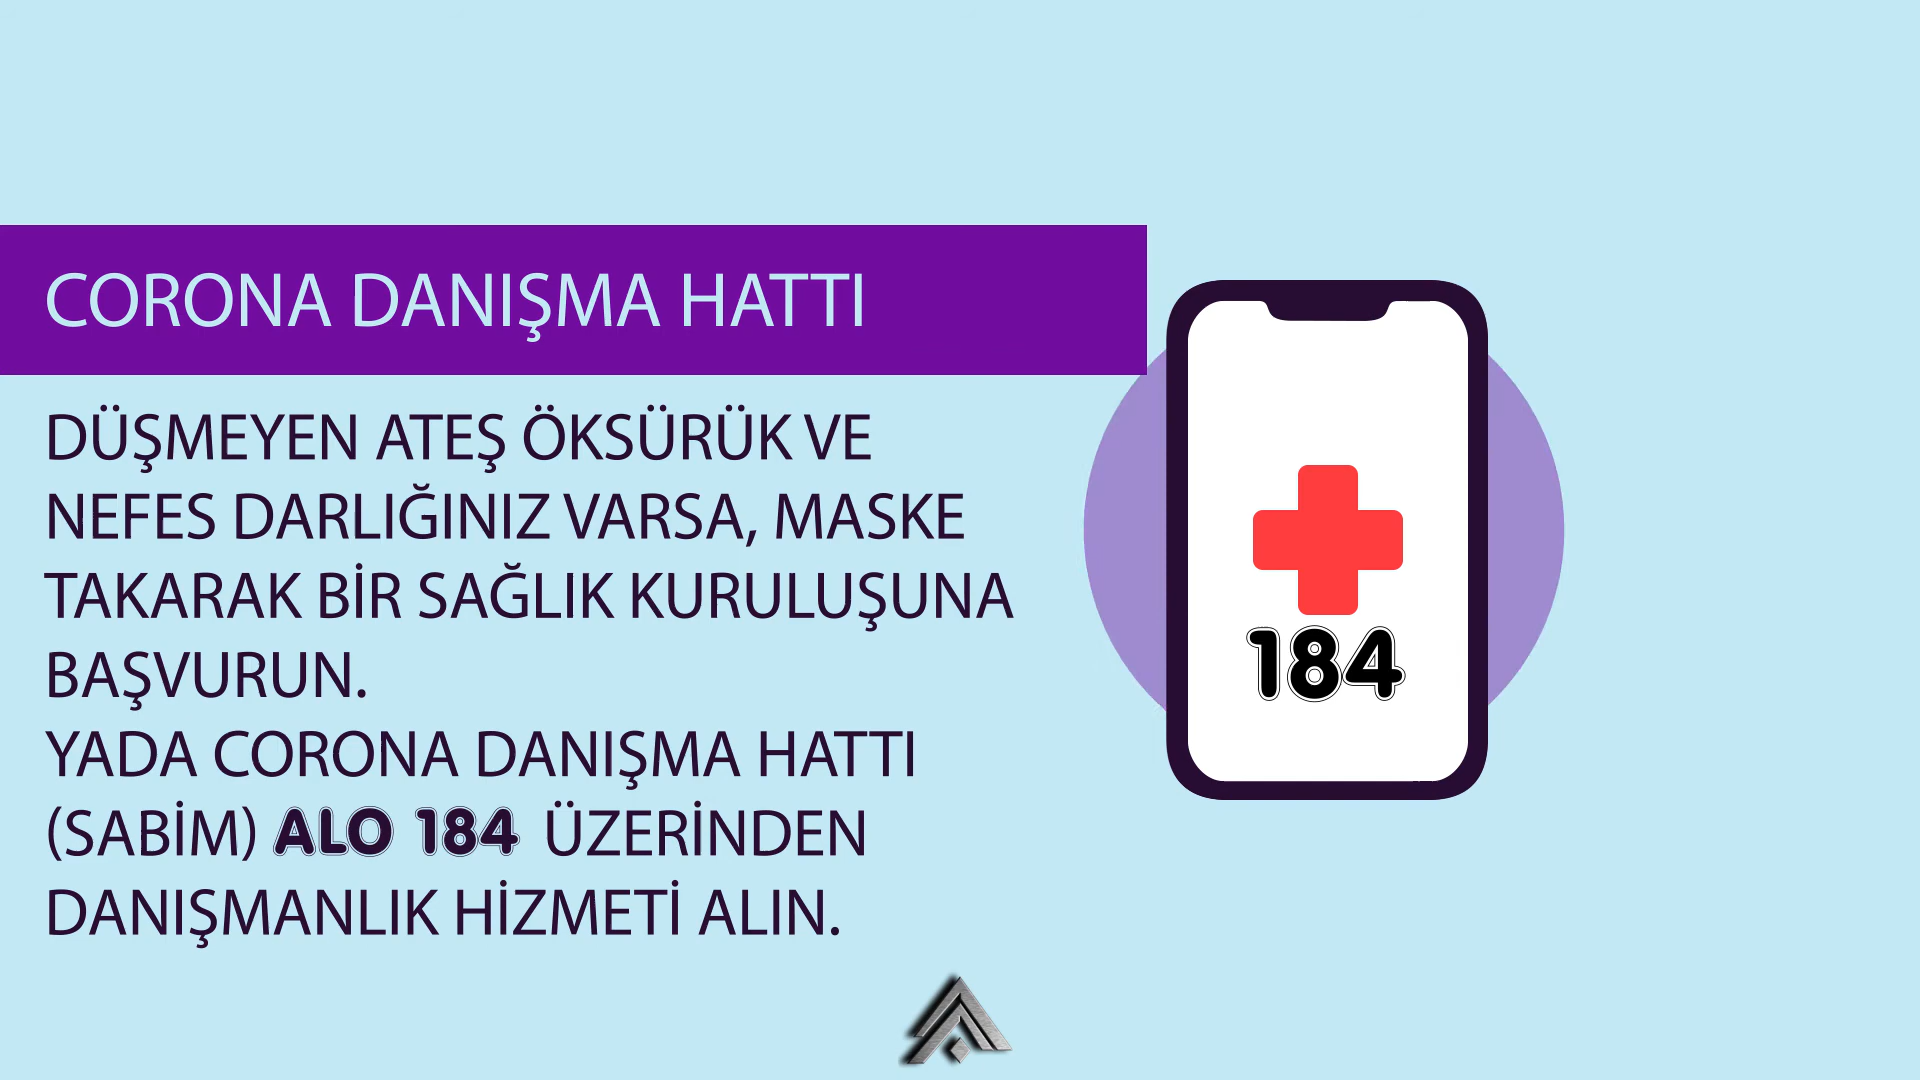 CORONA DANIŞMA HATTI
DÜŞMEYEN ATEŞ ÖKSÜRÜK VE
NEFES DARLIĞINIZ VARSA, MASKE
TAKARAK BİR SAĞLIK KURULUŞUNA
BAŞVURUN.
YADA CORONA DANIŞMA HATTI
(SABİM) ALO 184 ÜZERİNDEN
DANIŞMANLIK HİZMETİ ALIN.
184